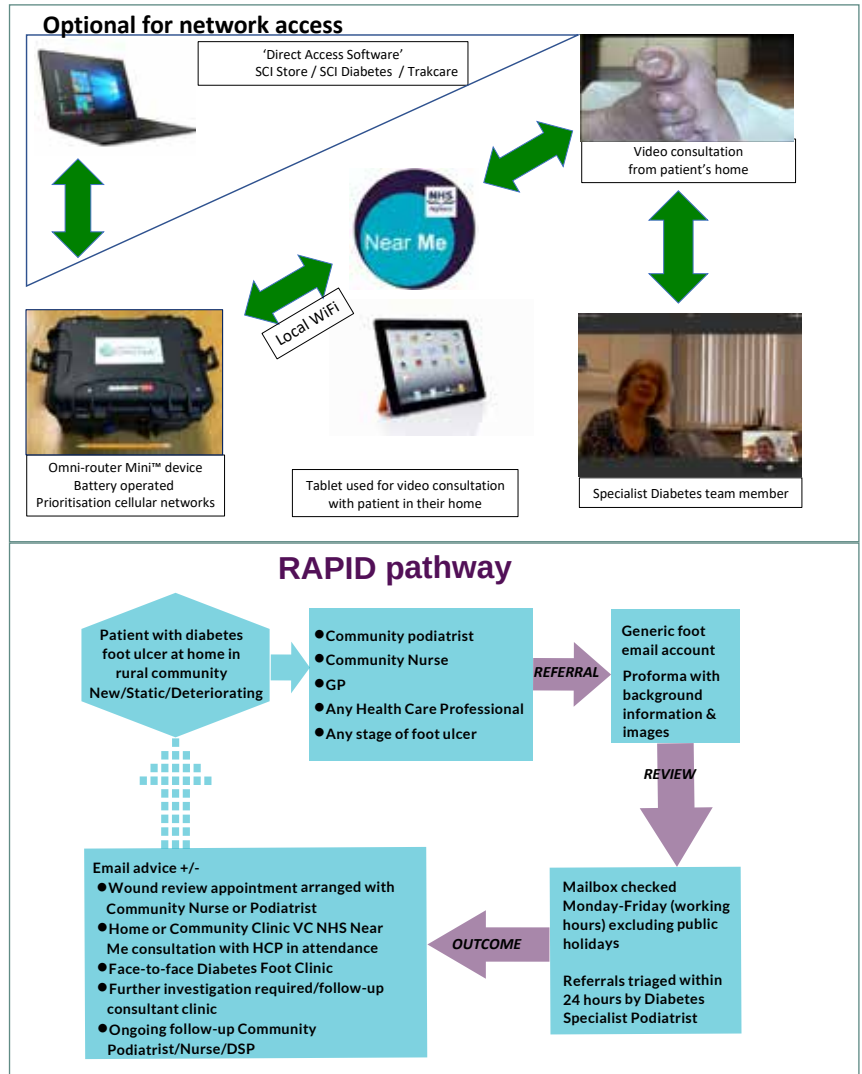 Optional for network access
'Direct Access Software'
SCI Store / SCI Diabetes / Trakcare
Video consultation
from patient's home
NHS
Near Me
Local WiFi
Omni-router Mini™ device
Battery operated
Prioritisation cellular networks
Tablet used for video consultation
with patient in their home
Specialist Diabetes team member
RAPID pathway
Patient with diabetes
foot ulcer at home in
rural community
New/Static/Deteriorating
●Community podiatrist
●Community Nurse
●GP
●Any Health Care Professional
●Any stage of foot ulcer
REFERRAL
Generic foot
email account
Proforma with
background
information &
images
REVIEW
Mailbox checked
Monday-Friday (working
hours) excluding public
holidays
Referrals triaged within
24 hours by Diabetes
Specialist Podiatrist
OUTCOME
Email advice +/-
●Wound review appointment arranged with
Community Nurse or Podiatrist
●Home or Community Clinic VC NHS Near
Me consultation with HCP in attendance
●Face-to-face Diabetes Foot Clinic
●Further investigation required/follow-up
consultant clinic
●Ongoing follow-up Community
Podiatrist/Nurse/DSP